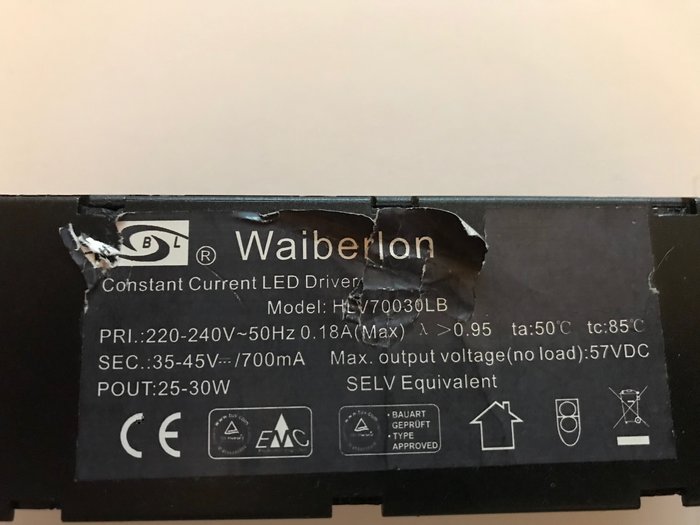 BL ® Waiberlon
Constant Current LED Driver
Model: HLV70030LB
PRI.:220-240V~50Hz 0.18A(Max) λ>0.95 ta:50℃ tc:85℃
SEC.:35-45V⎓/700mA Max. output voltage(no load):57VDC
POUT:25-30W SELV Equivalent
CE
EMC
• BAUART
GEPRÜFT
• TYPE
APPROVED